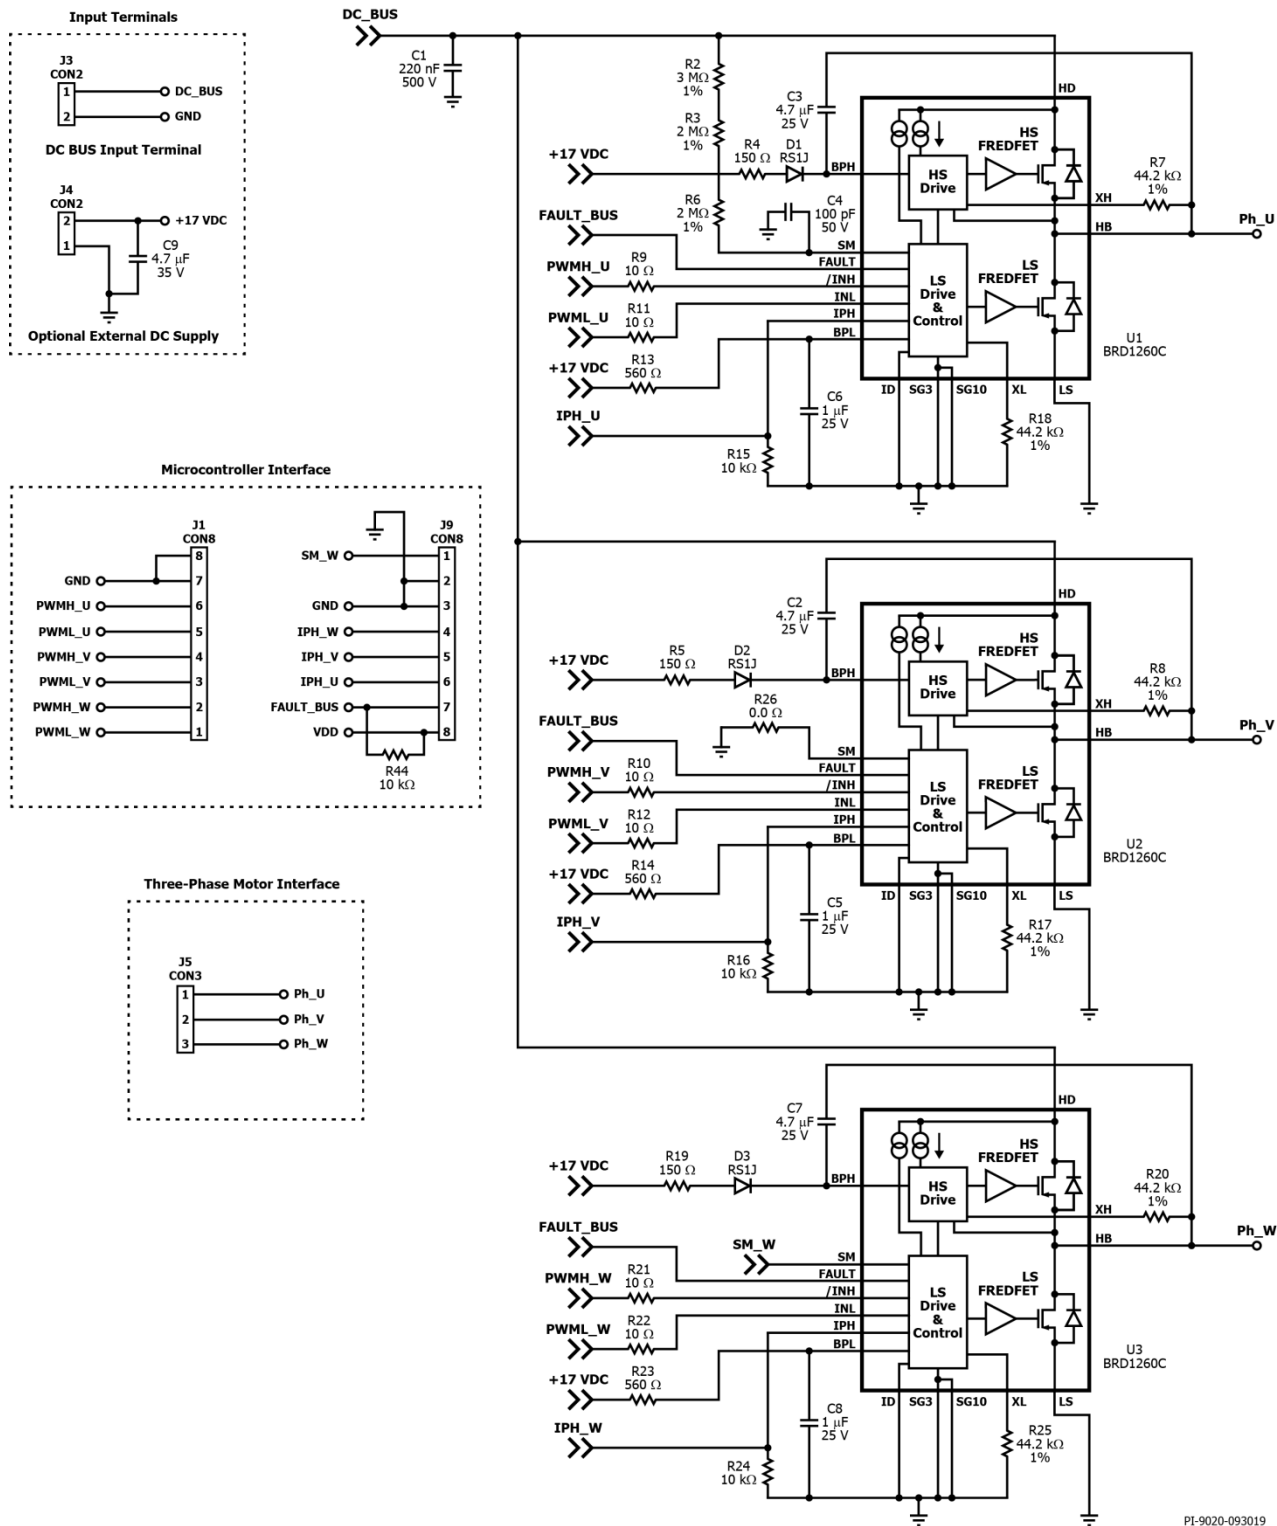 Input Terminals
J3
CON2
1
DC_BUS
2
GND
DC BUS Input Terminal
J4
CON2
2
+17 VDC
1
C9
4.7 μF
35 V
Optional External DC Supply
Microcontroller Interface
J1
CON8
8
GND
7
PWMH_U
6
PWML_U
5
PWMH_V
4
PWML_V
3
PWMH_W
2
PWML_W
1
J9
CON8
SM_W
1
2
GND
3
IPH_W
4
IPH_V
5
IPH_U
6
FAULT_BUS
7
VDD
8
R44
10 kΩ
Three-Phase Motor Interface
J5
CON3
1
Ph_U
2
Ph_V
3
Ph_W
DC_BUS
C1
220 nF
500 V
R2
3 MΩ
1%
R3
2 MΩ
1%
R6
2 MΩ
1%
C3
4.7 μF
25 V
+17 VDC
R4
150 Ω
D1
RS1J
C4
100 pF
50 V
FAULT_BUS
PWMH_U
R9
10 Ω
PWML_U
R11
10 Ω
+17 VDC
R13
560 Ω
IPH_U
R15
10 kΩ
C6
1 μF
25 V
BPH
SM
FAULT
/INH
INL
IPH
BPL
HD
HS
FREDFET
HS
Drive
XH
HB
LS
FREDFET
LS
Drive
&
Control
ID
SG3
SG10
XL
LS
R7
44.2 kΩ
1%
Ph_U
U1
BRD1260C
R18
44.2 kΩ
1%
C2
4.7 μF
25 V
+17 VDC
R5
150 Ω
D2
RS1J
R26
0.0 Ω
FAULT_BUS
PWMH_V
R10
10 Ω
PWML_V
R12
10 Ω
+17 VDC
R14
560 Ω
IPH_V
R16
10 kΩ
C5
1 μF
25 V
BPH
SM
FAULT
/INH
INL
IPH
BPL
HD
HS
FREDFET
HS
Drive
XH
HB
LS
FREDFET
LS
Drive
&
Control
ID
SG3
SG10
XL
LS
R8
44.2 kΩ
1%
Ph_V
U2
BRD1260C
R17
44.2 kΩ
1%
C7
4.7 μF
25 V
+17 VDC
R19
150 Ω
D3
RS1J
FAULT_BUS
SM_W
PWMH_W
R21
10 Ω
PWML_W
R22
10 Ω
+17 VDC
R23
560 Ω
IPH_W
R24
10 kΩ
C8
1 μF
25 V
BPH
SM
FAULT
/INH
INL
IPH
BPL
HD
HS
FREDFET
HS
Drive
XH
HB
LS
FREDFET
LS
Drive
&
Control
ID
SG3
SG10
XL
LS
R20
44.2 kΩ
1%
Ph_W
U3
BRD1260C
R25
44.2 kΩ
1%
PI-9020-093019